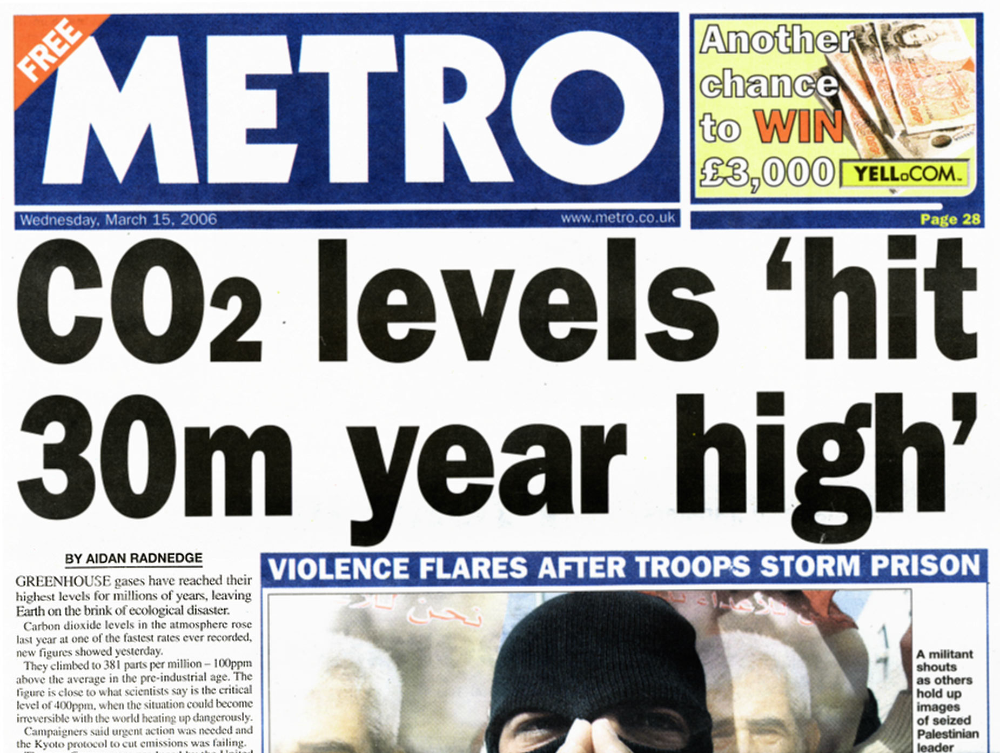 FREE
METRO
Another
chance
to WIN
£3,000
YELL.COM™
Wednesday, March 15, 2006
www.metro.co.uk
Page 28
CO2 levels ‘hit
30m year high’
BY AIDAN RADNEDGE
GREENHOUSE gases have reached their
highest levels for millions of years, leaving
Earth on the brink of ecological disaster.
Carbon dioxide levels in the atmosphere rose
last year at one of the fastest rates ever recorded,
new figures showed yesterday.
They climbed to 381 parts per million – 100ppm
above the average in the pre-industrial age. The
figure is close to what scientists say is the critical
level of 400ppm, when the situation could become
irreversible with the world heating up dangerously.
Campaigners said urgent action was needed and
the Kyoto protocol to cut emissions was failing.
VIOLENCE FLARES AFTER TROOPS STORM PRISON
نحن
A militant
shouts
as others
hold up
images
of seized
Palestinian
leader